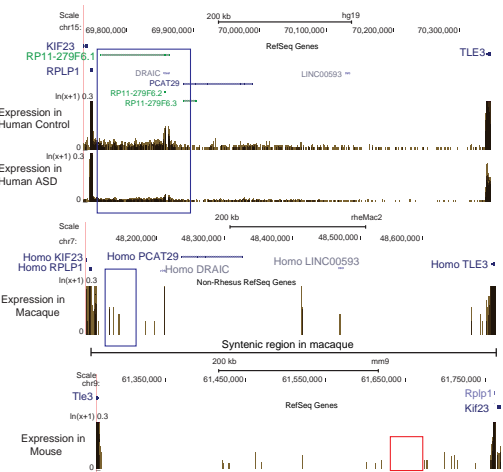 Scale 200 kb hg19
chr15: 69,800,000 69,900,000 70,000,000 70,100,000 70,200,000 70,300,000
KIF23 RefSeq Genes
RP11-279F6.1 TLE3
RPLP1 DRAIC LINC00593
PCAT29
RP11-279F6.2
RP11-279F6.3
ln(x+1) 0.3
Expression in
Human Control
0
ln(x+1) 0.3
Expression in
Human ASD
0
Scale 200 kb rheMac2
chr7: 48,200,000 48,300,000 48,400,000 48,500,000 48,600,000
Homo KIF23 Homo PCAT29 Homo LINC00593
Homo RPLP1 Homo DRAIC Homo TLE3
ln(x+1) 0.3 Non-Rhesus RefSeq Genes
Expression in
Macaque
0
Syntenic region in macaque
Scale 200 kb mm9
chr9: 61,350,000 61,450,000 61,550,000 61,650,000 61,750,000
Tle3 Rplp1
RefSeq Genes Kif23
ln(x+1) 0.3
Expression in
Mouse
0